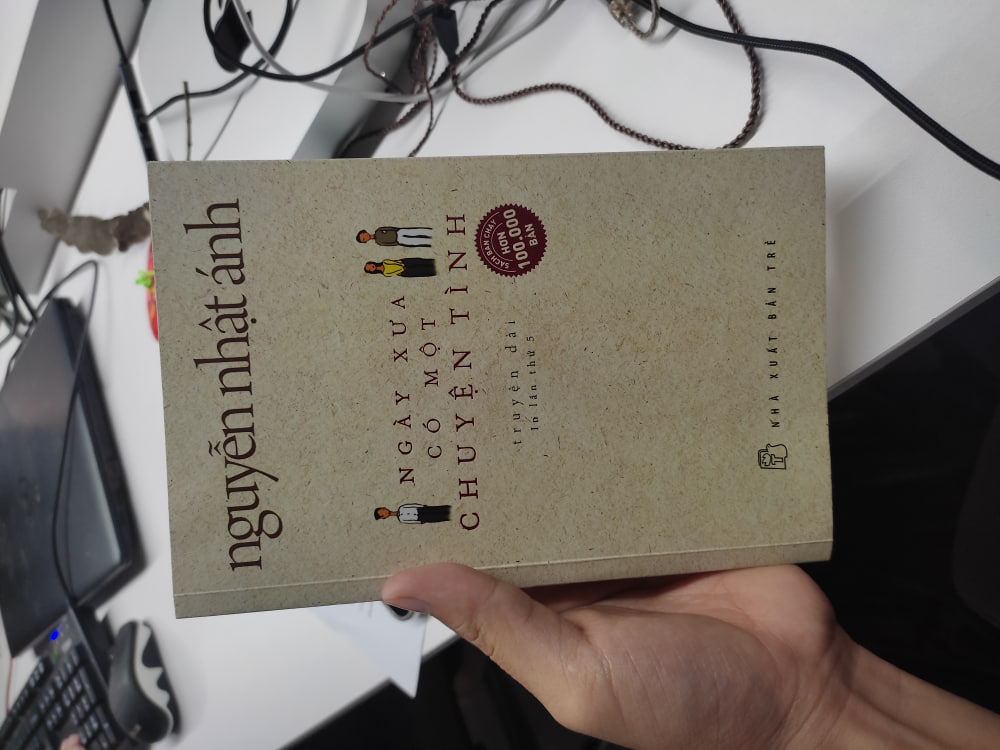 nguyễn nhật ánh
NGÀY XƯA
CÓ MỘT
CHUYỆN TÌNH
SÁCH BÁN CHẠY
HƠN
100.000
BẢN
truyện dài
In lần thứ 5
NHÀ XUẤT BẢN TRẺ